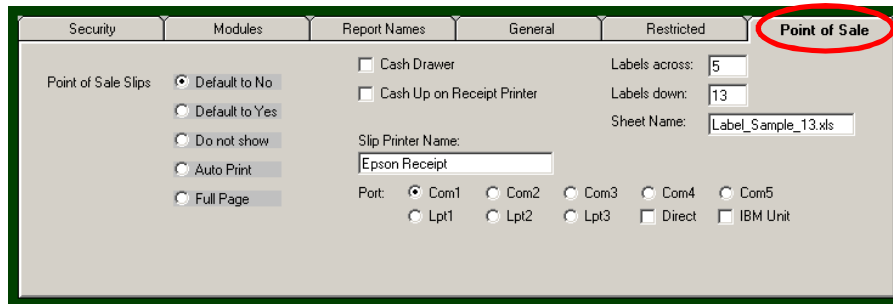 Security Modules Report Names General Restricted Point of Sale
Point of Sale Slips
Default to No
Default to Yes
Do not show
Auto Print
Full Page
Cash Drawer
Cash Up on Receipt Printer
Slip Printer Name:
Epson Receipt
Port: Com1 Com2 Com3 Com4 Com5
Lpt1 Lpt2 Lpt3 Direct IBM Unit
Labels across: 5
Labels down: 13
Sheet Name: Label_Sample_13.xls